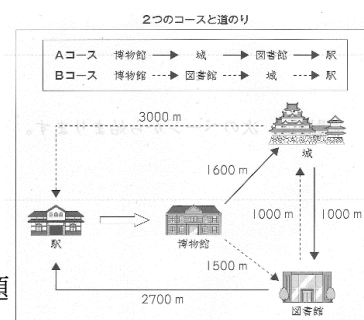 2つのコースと道のり
Aコース 博物館 → 城 → 図書館 → 駅
Bコース 博物館 → 図書館 → 城 → 駅
3000 m
城
1600 m
1000 m
1000 m
駅
博物館
1500 m
2700 m
図書館